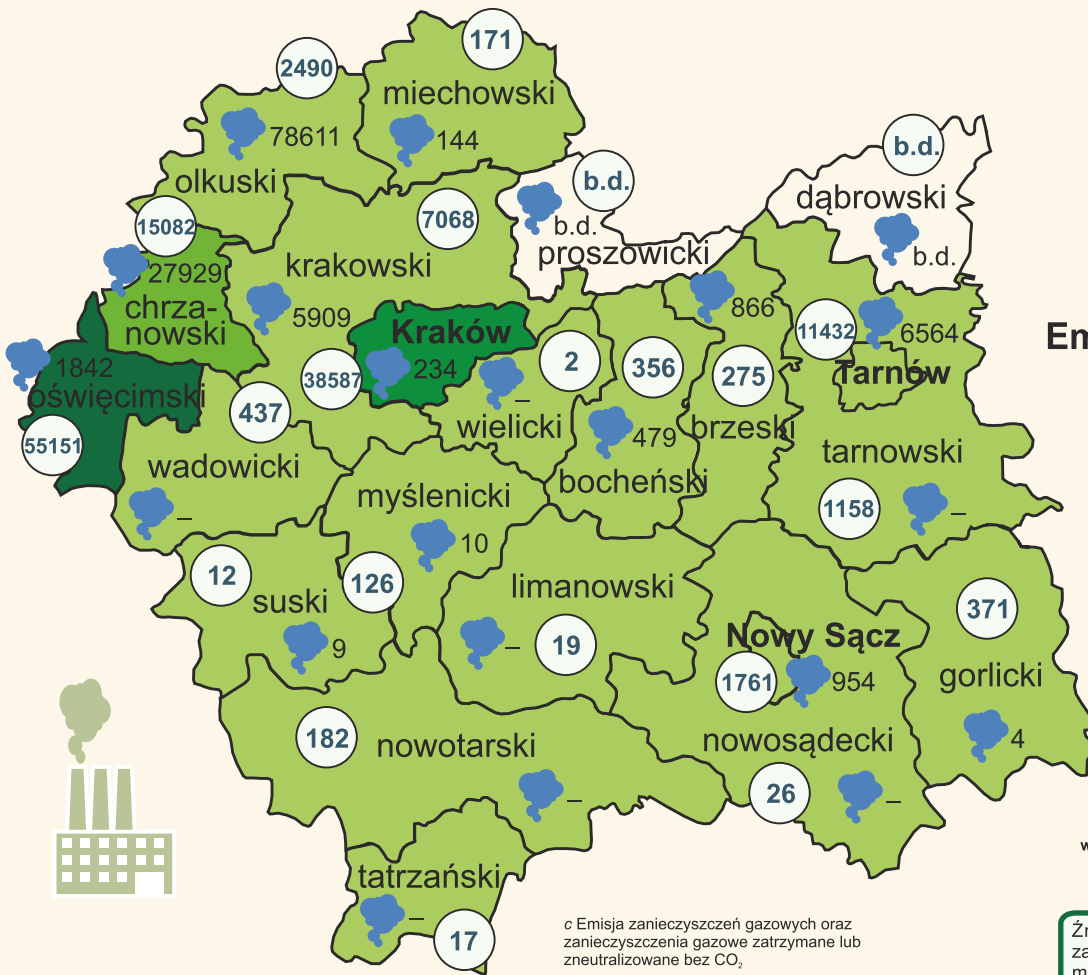 171
2490
miechowski
78611
144
b.d.
b.d.
olkuski
dąbrowski
15082
7068
b.d.
proszowicki
b.d.
krakowski
27929
chrza-
nowski
5909
866
11432
6564
Em
Kraków
1842
38587
234
2
356
275
Tarnów
oświęcimski
437
–
wielicki
479
brzeski
55151
wadowicki
bocheński
tarnowski
myślenicki
–
1158
–
10
12
126
limanowski
suski
371
9
–
19
Nowy Sącz
1761
954
gorlicki
182
nowotarski
nowosądecki
4
–
26
–
w
tatrzański
–
17
c Emisja zanieczyszczeń gazowych oraz
zanieczyszczenia gazowe zatrzymane lub
zneutralizowane bez CO₂
Źr
za